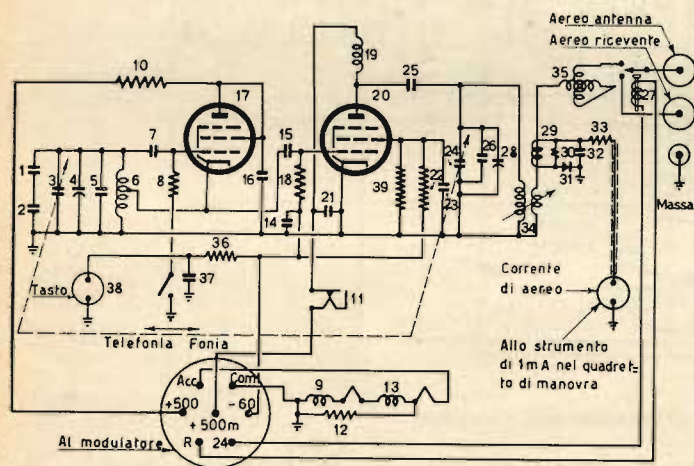 Aereo antenna
Aereo ricevente
10
17
19
20
25
35
27
7
15
24
26
28
29
33
30
32
31
1
2
3
4
5
6
8
16
18
14
21
39
22
23
34
Massa
36
37
38
Tasto
11
Telefonia Fonia
Corrente
di aereo
Allo strumento
di 1mA nel quadret=
to di manovra
Acc
Com
+500
-60
+500m
R
24
9
13
12
Al modulatore